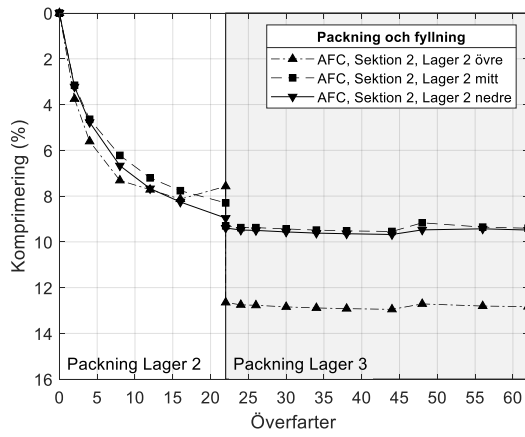 Packning och fyllning
AFC, Sektion 2, Lager 2 övre
AFC, Sektion 2, Lager 2 mitt
AFC, Sektion 2, Lager 2 nedre
0
2
4
6
8
10
12
14
16
Komprimering (%)
Packning Lager 2
Packning Lager 3
0 5 10 15 20 25 30 35 40 45 50 55 60
Överfarter